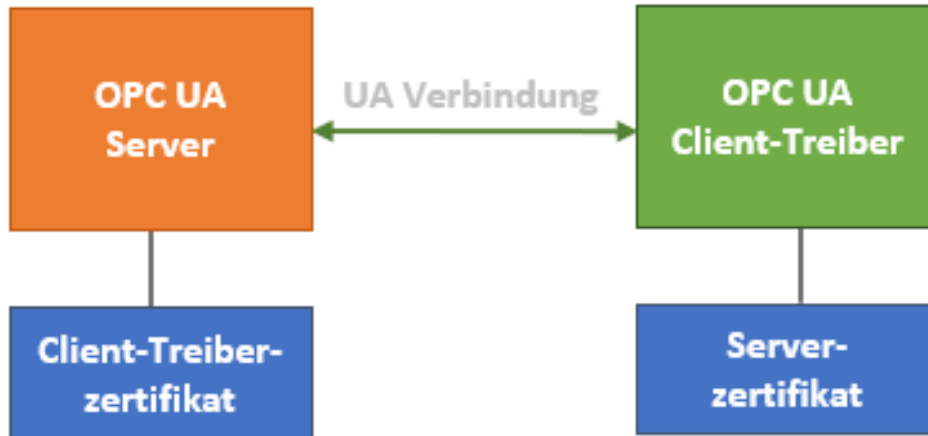 OPC UA
Server
UA Verbindung
OPC UA
Client-Treiber
Client-Treiber-
zertifikat
Server-
zertifikat